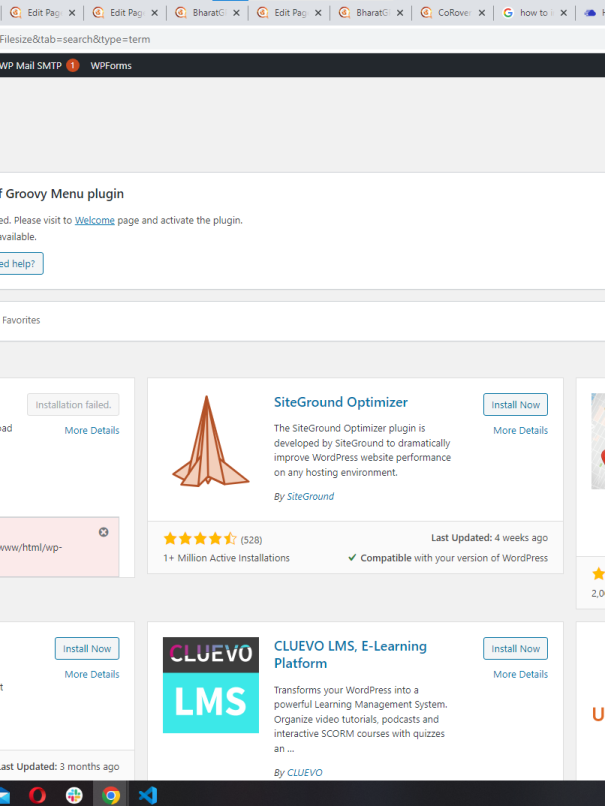 Edit Page
Edit Page
BharatG
Edit Page
BharatG
CoRover
how to u
Filesize&tab=search&type=term
WP Mail SMTP 1 WPForms
Groovy Menu plugin
ed. Please visit to Welcome page and activate the plugin.
available.
ed help?
Favorites
Installation failed.
oad
More Details
www/html/wp-
SiteGround Optimizer
Install Now
More Details
The SiteGround Optimizer plugin is
developed by SiteGround to dramatically
improve WordPress website performance
on any hosting environment.
By SiteGround
(528)
Last Updated: 4 weeks ago
1+ Million Active Installations
Compatible with your version of WordPress
2,0
Install Now
More Details
t
ast Updated: 3 months ago
CLUEVO
LMS
CLUEVO LMS, E-Learning
Platform
Install Now
More Details
Transforms your WordPress into a
powerful Learning Management System.
Organize video tutorials, podcasts and
interactive SCORM courses with quizzes
an ...
By CLUEVO
U